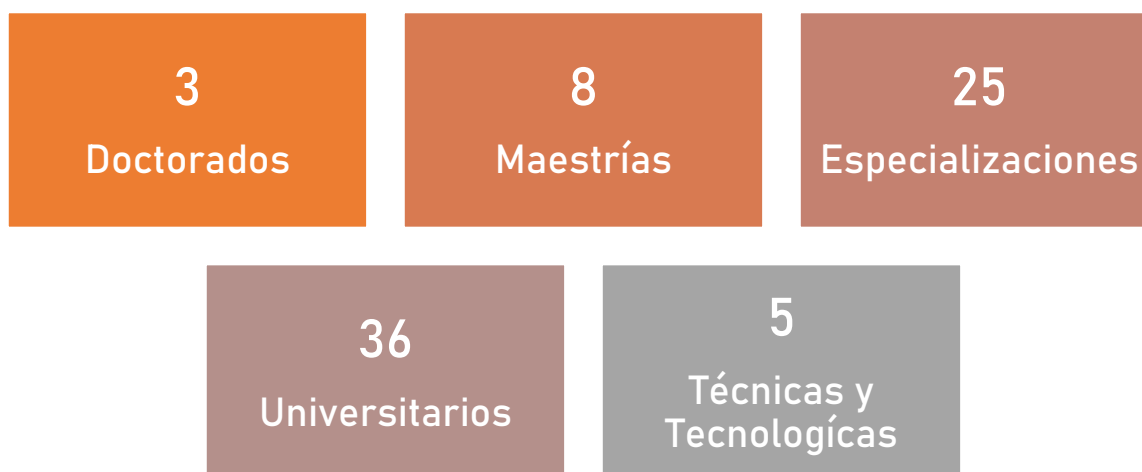 3
Doctorados
8
Maestrías
25
Especializaciones
36
Universitarios
5
Técnicas y
Tecnologícas